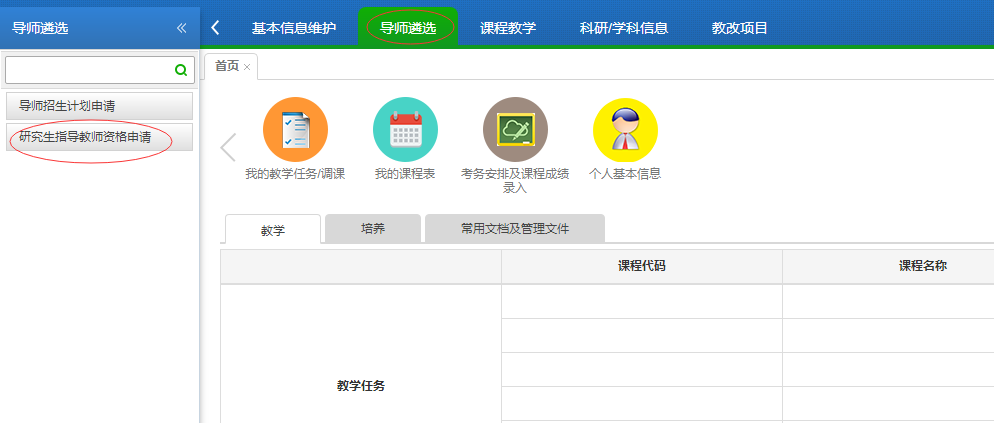 导师遴选
基本信息维护 导师遴选 课程教学 科研/学科信息 教改项目
首页
导师招生计划申请
研究生指导教师资格申请
我的教学任务/调课
我的课程表
考务安排及课程成绩
录入
个人基本信息
教学 培养 常用文档及管理文件
课程代码 课程名称
教学任务